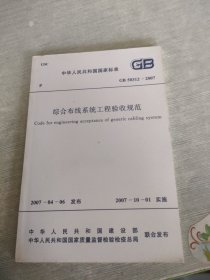 UDC
中华人民共和国国家标准
GB
P
GB 50312-2007
综合布线系统工程验收规范
Code for engineering acceptance of generic cabling system
2007-04-06 发布
2007-10-01 实施
中华人民共和国建设部
中华人民共和国国家质量监督检验检疫总局
联合发布